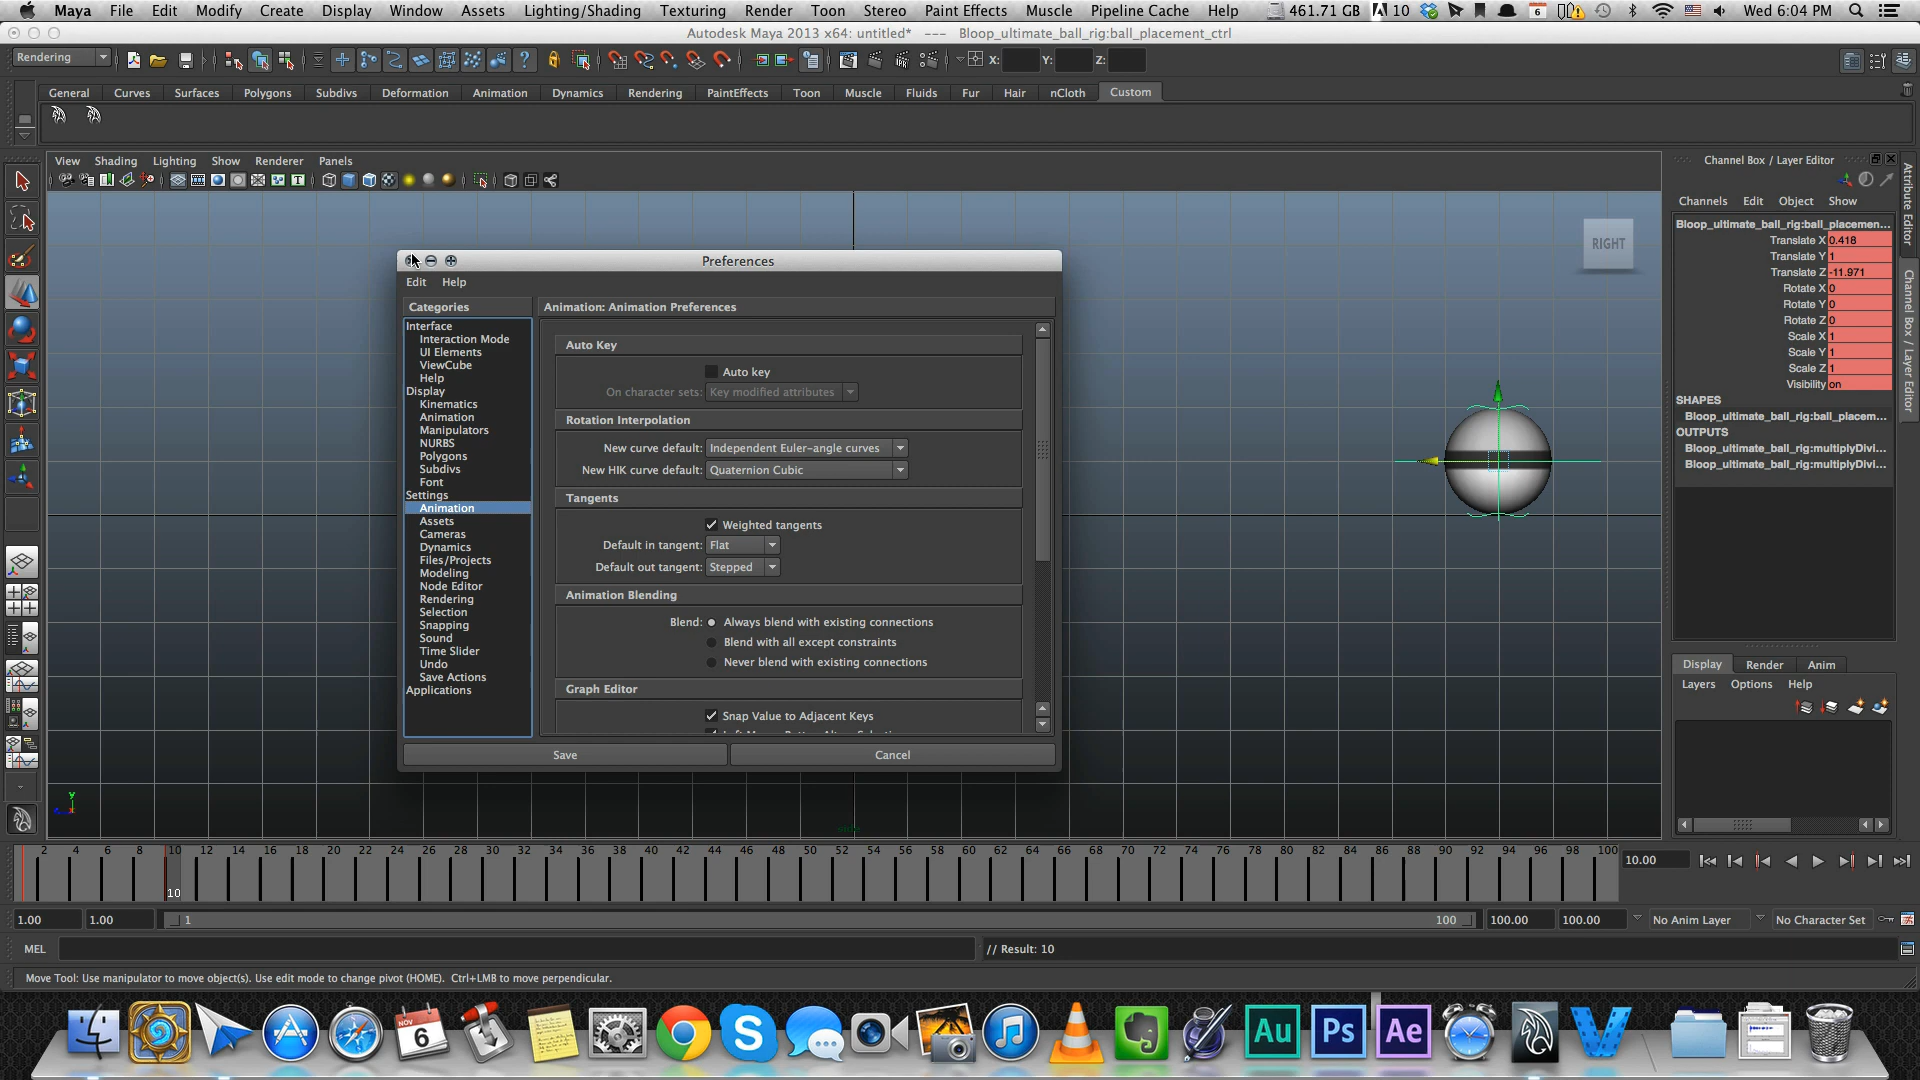 Maya File Edit Modify Create Display Window Assets Lighting/Shading Texturing Render Toon Stereo Paint Effects Muscle Pipeline Cache Help 461.71 GB 10 6 Wed 6:04 PM
Autodesk Maya 2013 x64: untitled* --- Bloop_ultimate_ball_rig:ball_placement_ctrl
Rendering X: Y: Z:
General Curves Surfaces Polygons Subdivs Deformation Animation Dynamics Rendering PaintEffects Toon Muscle Fluids Fur Hair nCloth Custom
View Shading Lighting Show Renderer Panels
Channel Box / Layer Editor
Channels Edit Object Show
Bloop_ultimate_ball_rig:ball_placemen...
Translate X 0.418
Translate Y 1
Translate Z -11.971
Rotate X 0
Rotate Y 0
Rotate Z 0
Scale X 1
Scale Y 1
Scale Z 1
Visibility on
SHAPES
Bloop_ultimate_ball_rig:ball_placem...
OUTPUTS
Bloop_ultimate_ball_rig:multiplyDivi...
Bloop_ultimate_ball_rig:multiplyDivi...
Attribute Editor
Channel Box / Layer Editor
RIGHT
Preferences
Edit Help
Categories
Interface
Interaction Mode
UI Elements
ViewCube
Help
Display
Kinematics
Animation
Manipulators
NURBS
Polygons
Subdivs
Font
Settings
Animation
Assets
Cameras
Dynamics
Files/Projects
Modeling
Node Editor
Rendering
Selection
Snapping
Sound
Time Slider
Undo
Save Actions
Applications
Animation: Animation Preferences
Auto Key
Auto key
On character sets: Key modified attributes
Rotation Interpolation
New curve default: Independent Euler-angle curves
New HIK curve default: Quaternion Cubic
Tangents
Weighted tangents
Default in tangent: Flat
Default out tangent: Stepped
Animation Blending
Blend: Always blend with existing connections
Blend with all except constraints
Never blend with existing connections
Graph Editor
Snap Value to Adjacent Keys
Save Cancel
Display Render Anim
Layers Options Help
2 4 6 8 10 12 14 16 18 20 22 24 26 28 30 32 34 36 38 40 42 44 46 48 50 52 54 56 58 60 62 64 66 68 70 72 74 76 78 80 82 84 86 88 90 92 94 96 98 100 10.00
10
1.00 1.00 1 100 100.00 100.00 No Anim Layer No Character Set
MEL // Result: 10
Move Tool: Use manipulator to move object(s). Use edit mode to change pivot (HOME). Ctrl+LMB to move perpendicular.
NOV 6 Au Ps Ae